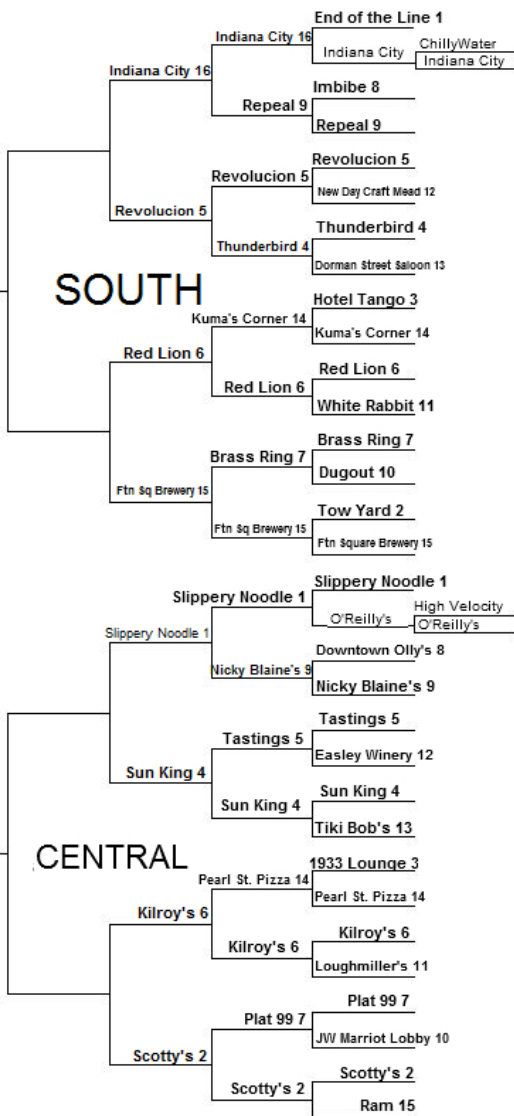 End of the Line 1
Indiana City 16
Indiana City
ChillyWater
Indiana City
Indiana City 16
Imbibe 8
Repeal 9
Repeal 9
Revolucion 5
Revolucion 5
New Day Craft Mead 12
Revolucion 5
Thunderbird 4
Thunderbird 4
Dorman Street Saloon 13
SOUTH
Hotel Tango 3
Kuma's Corner 14
Kuma's Corner 14
Red Lion 6
Red Lion 6
Red Lion 6
White Rabbit 11
Brass Ring 7
Brass Ring 7
Dugout 10
Ftn Sq Brewery 15
Tow Yard 2
Ftn Sq Brewery 15
Ftn Square Brewery 15
Slippery Noodle 1
Slippery Noodle 1
High Velocity
O'Reilly's
O'Reilly's
Slippery Noodle 1
Downtown Olly's 8
Nicky Blaine's 9
Nicky Blaine's 9
Tastings 5
Tastings 5
Easley Winery 12
Sun King 4
Sun King 4
Sun King 4
Tiki Bob's 13
CENTRAL
1933 Lounge 3
Pearl St. Pizza 14
Pearl St. Pizza 14
Kilroy's 6
Kilroy's 6
Kilroy's 6
Loughmiller's 11
Plat 99 7
Plat 99 7
JW Marriot Lobby 10
Scotty's 2
Scotty's 2
Scotty's 2
Ram 15